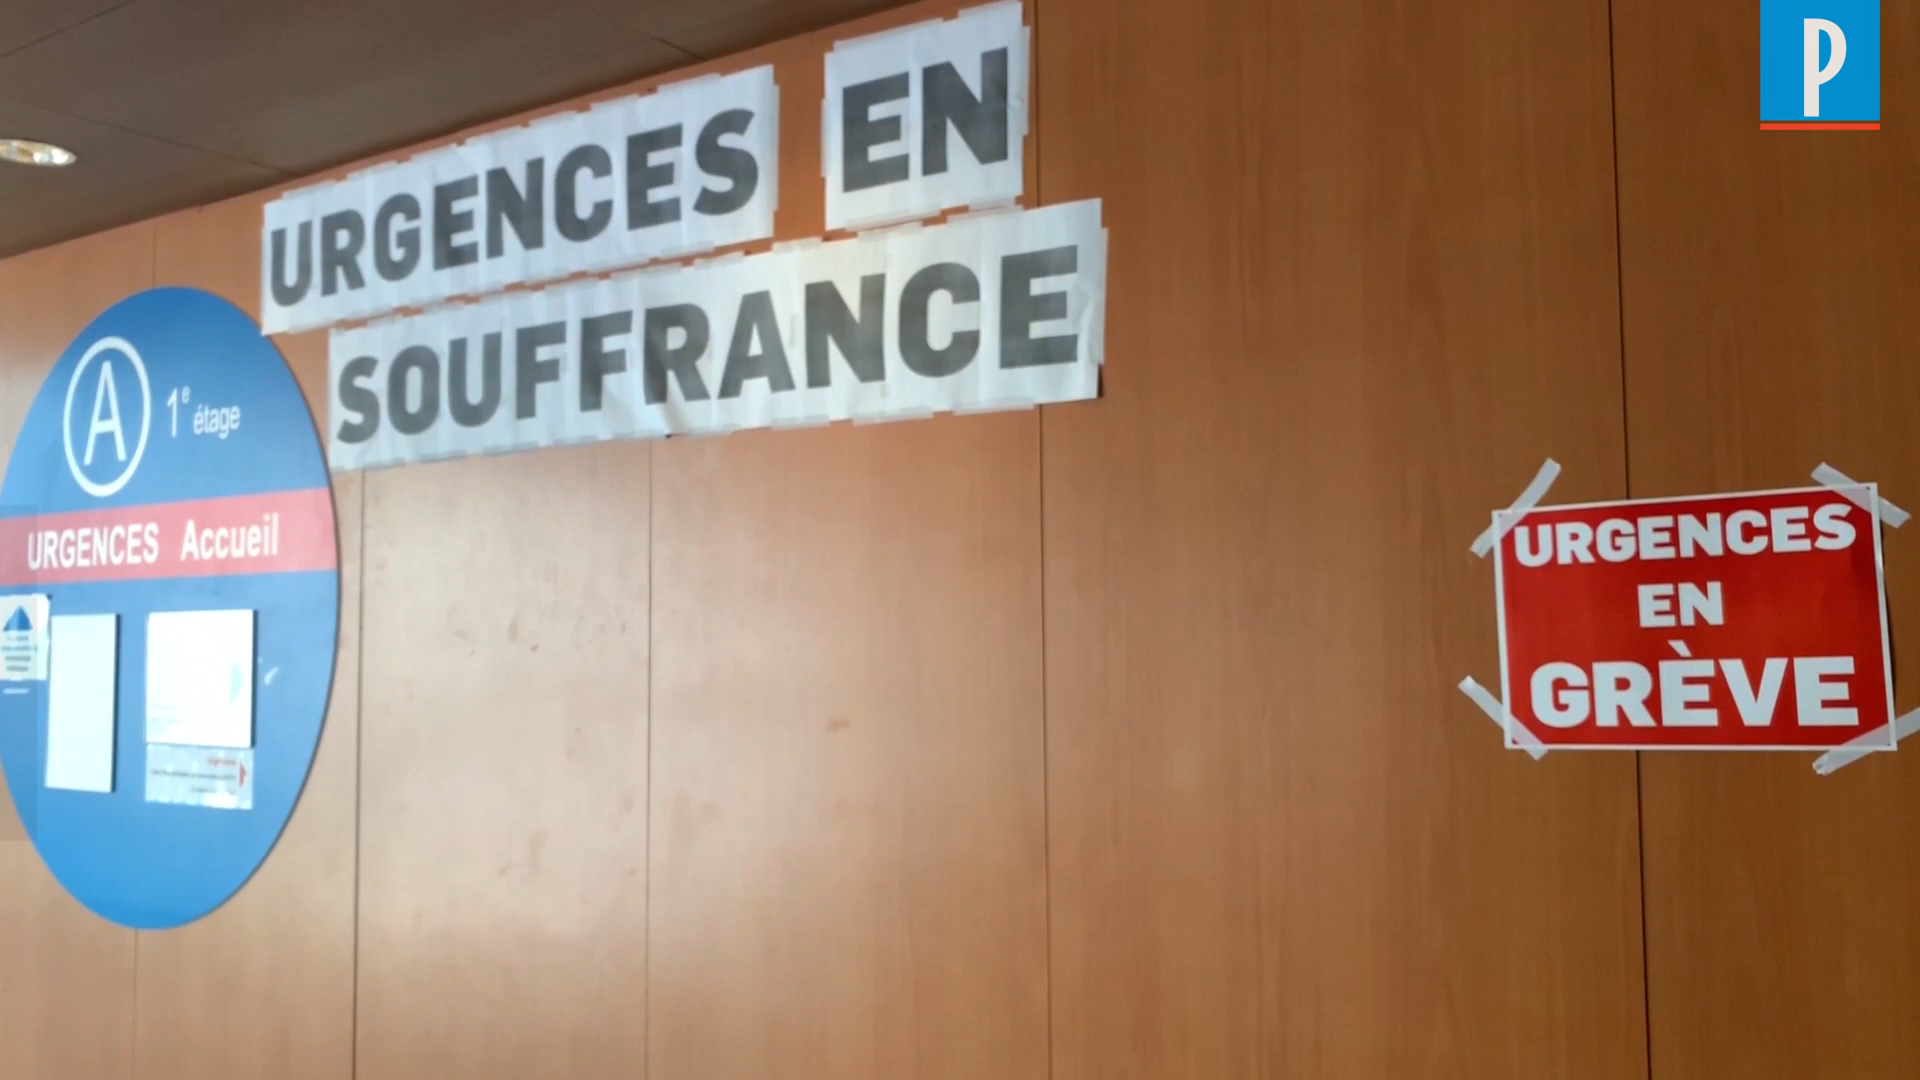 P
URGENCES EN
SOUFFRANCE
A 1e étage
URGENCES Accueil
URGENCES
EN
GRÈVE